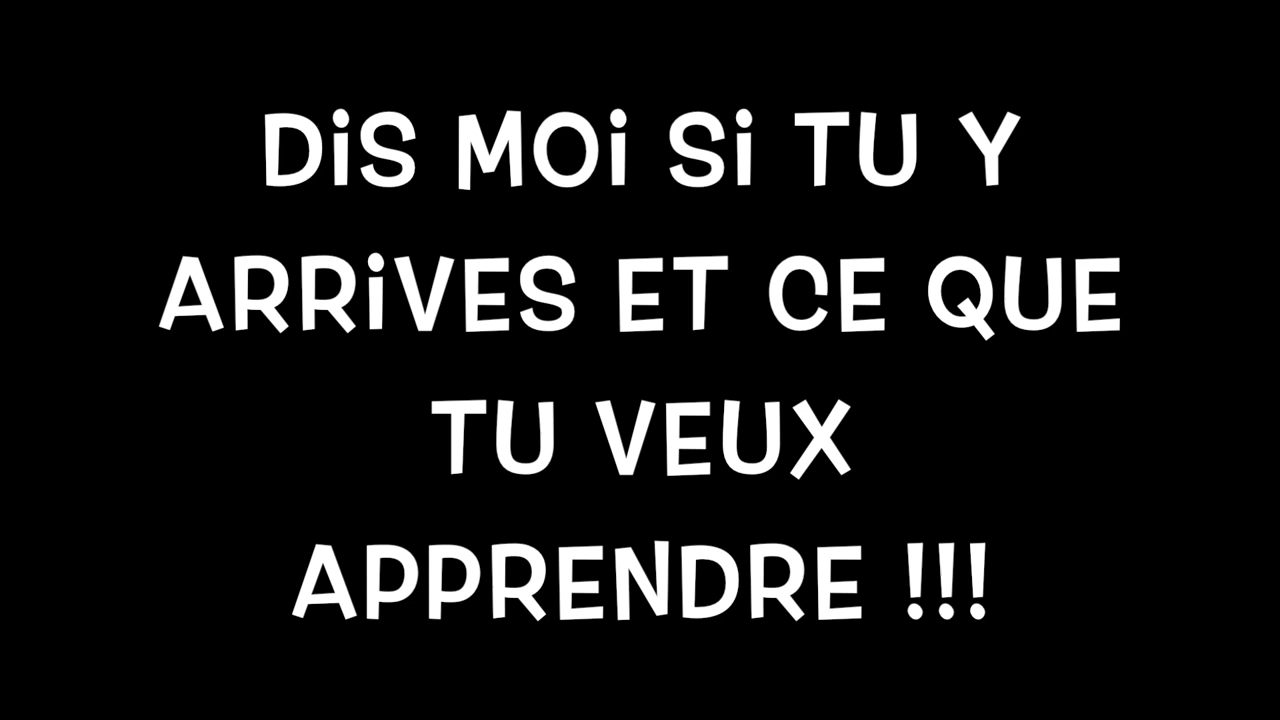 DIS MOI SI TU Y
ARRIVES ET CE QUE
TU VEUX
APPRENDRE !!!